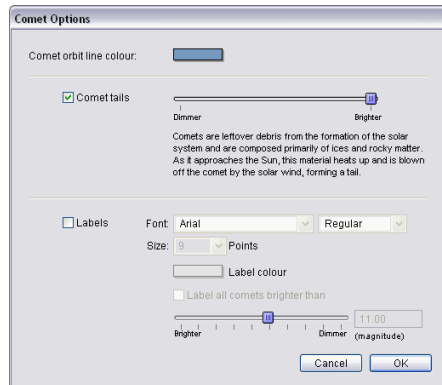 Comet Options
Comet orbit line colour:
Comet tails
Dimmer Brighter
Comets are leftover debris from the formation of the solar
system and are composed primarily of ices and rocky matter.
As it approaches the Sun, this material heats up and is blown
off the comet by the solar wind, forming a tail.
Labels Font: Arial Regular
Size: 9 Points
Label colour
Label all comets brighter than
11.00
Brighter Dimmer (magnitude)
Cancel OK